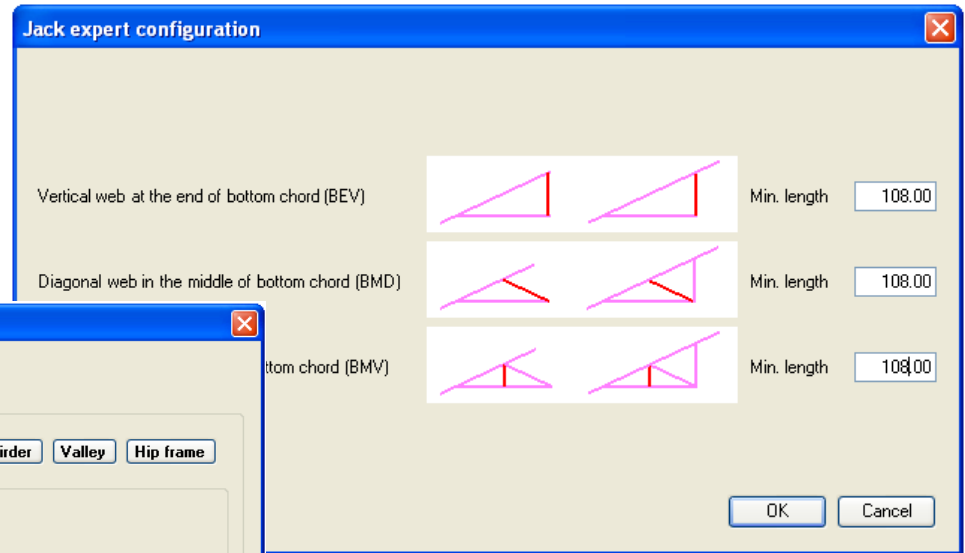 Jack expert configuration
Vertical web at the end of bottom chord (BEV) Min. length 108.00
Diagonal web in the middle of bottom chord (BMD) Min. length 108.00
chord (BMV) Min. length 108.00
Valley Hip frame
OK Cancel